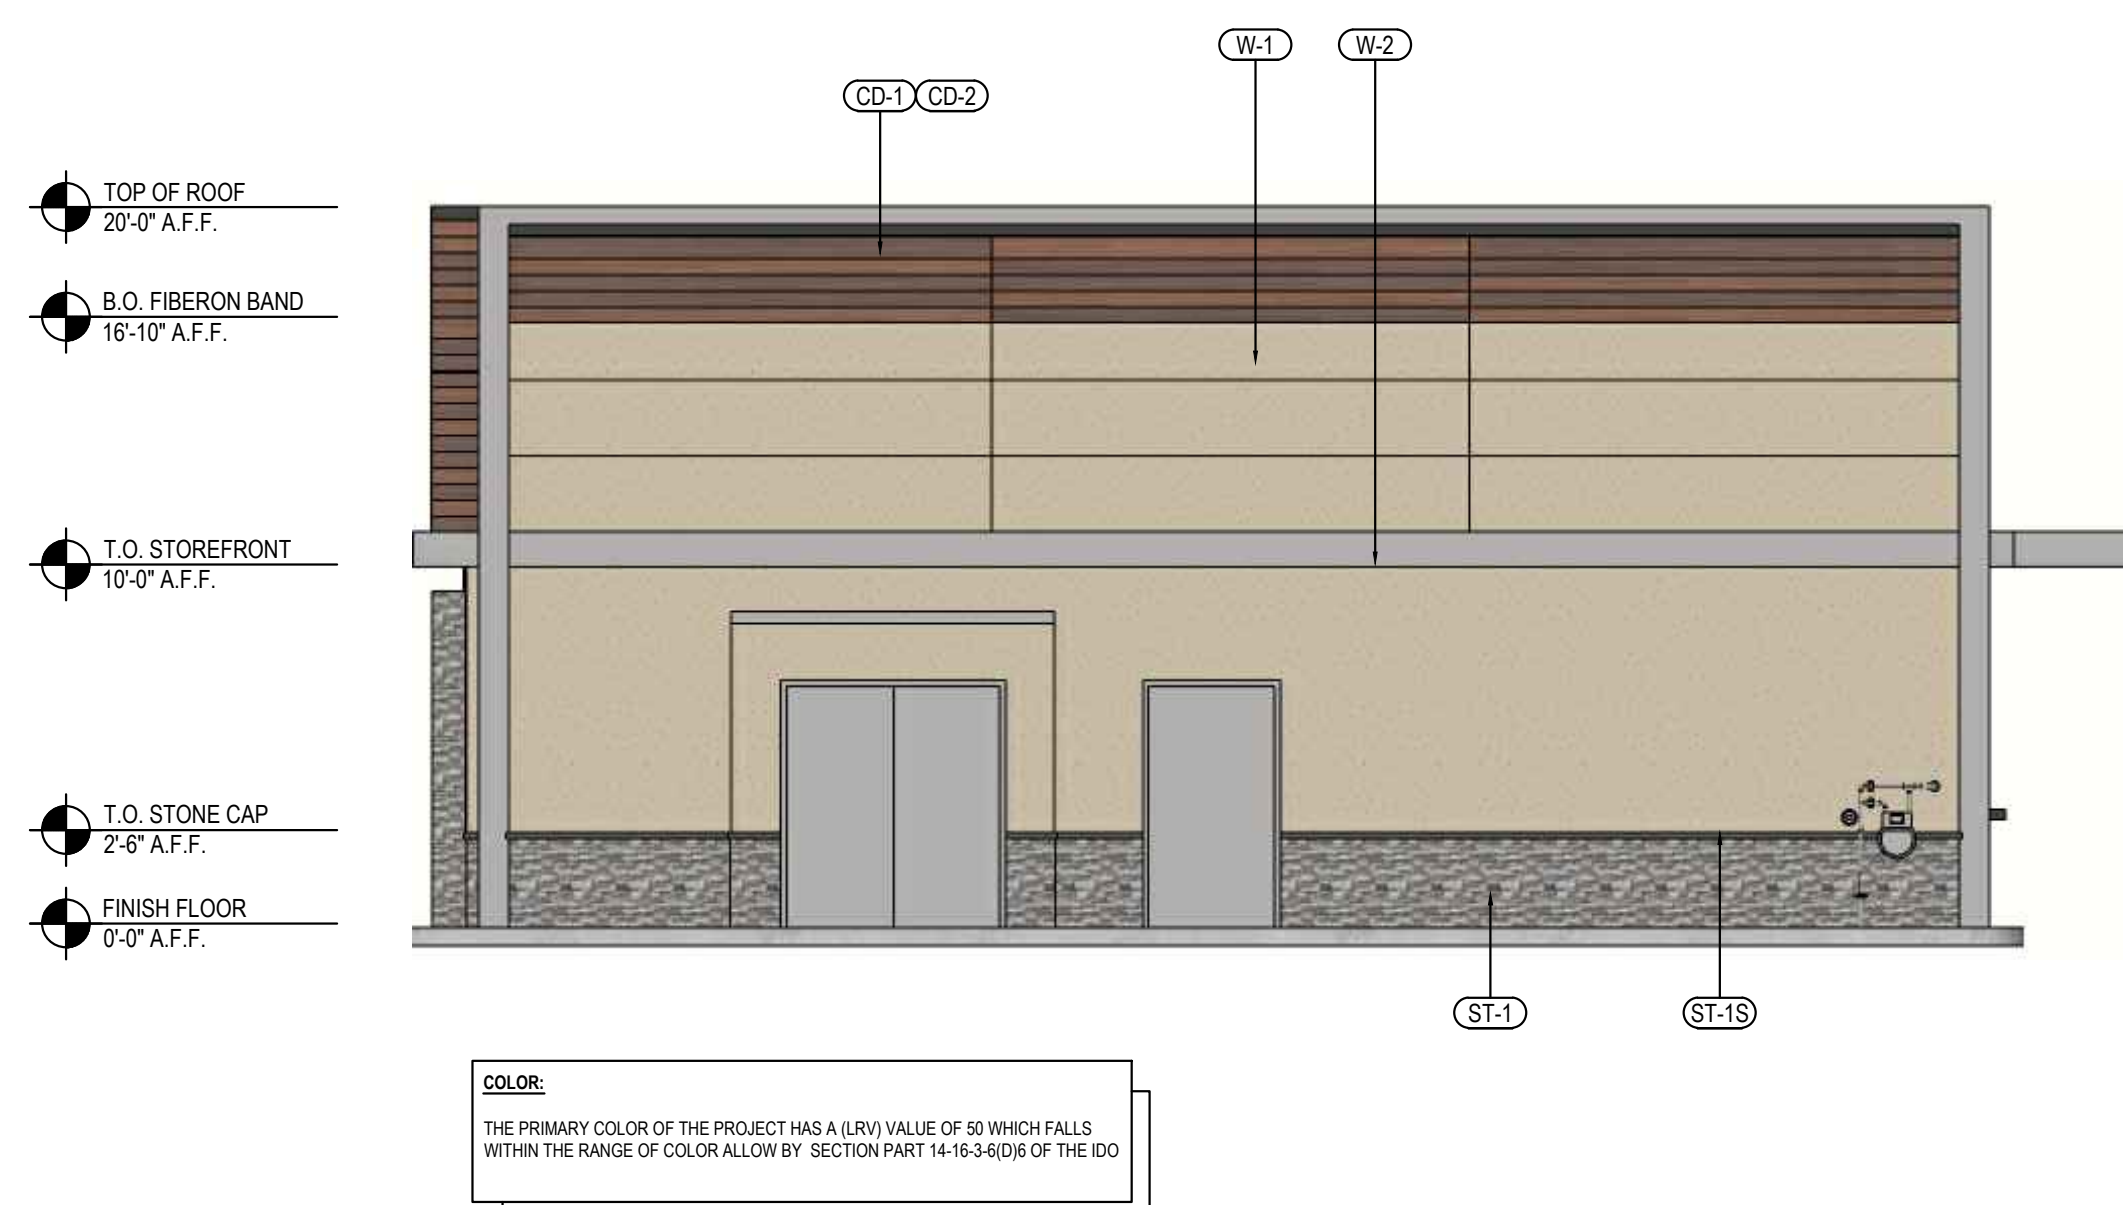 W-1 W-2
CD-1 CD-2
TOP OF ROOF
20'-0" A.F.F.
B.O. FIBERON BAND
16'-10" A.F.F.
T.O. STOREFRONT
10'-0" A.F.F.
T.O. STONE CAP
2'-6" A.F.F.
FINISH FLOOR
0'-0" A.F.F.
ST-1 ST-1S
COLOR:
THE PRIMARY COLOR OF THE PROJECT HAS A (LRV) VALUE OF 50 WHICH FALLS
WITHIN THE RANGE OF COLOR ALLOW BY SECTION PART 14-16-3-6(D)6 OF THE IDO